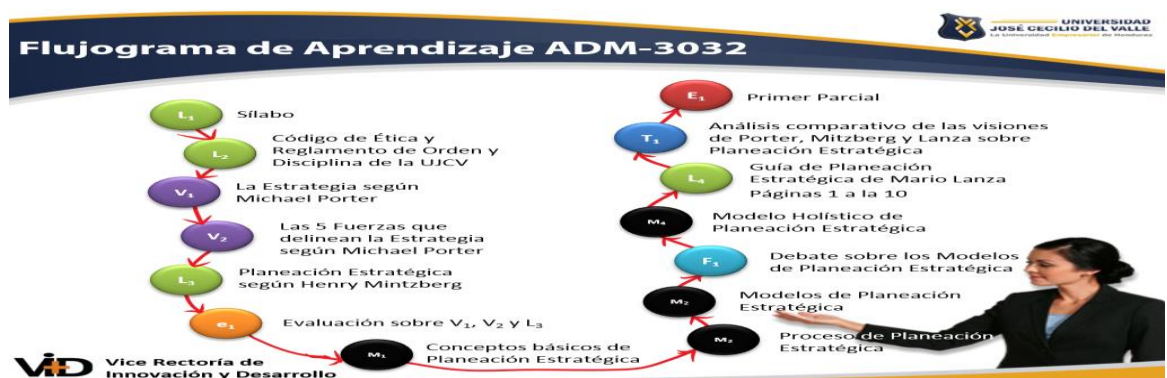 UNIVERSIDAD
JOSÉ CECILIO DEL VALLE
La Universidad Empresarial de Honduras
Flujograma de Aprendizaje ADM-3032
L₁
Sílabo
L₂
Código de Ética y
Reglamento de Orden y
Disciplina de la UJCV
V₁
La Estrategia según
Michael Porter
V₂
Las 5 Fuerzas que
delinean la Estrategia
según Michael Porter
L₃
Planeación Estratégica
según Henry Mintzberg
e₁
Evaluación sobre V₁, V₂ y L₃
M₁
Conceptos básicos de
Planeación Estratégica
M₂
Proceso de Planeación
Estratégica
M₂
Modelos de Planeación
Estratégica
F₁
Debate sobre los Modelos
de Planeación Estratégica
M₄
Modelo Holístico de
Planeación Estratégica
L₄
Guía de Planeación
Estratégica de Mario Lanza
Páginas 1 a la 10
T₁
Análisis comparativo de las visiones
de Porter, Mitzberg y Lanza sobre
Planeación Estratégica
E₁
Primer Parcial
VID
Vice Rectoría de
Innovación y Desarrollo